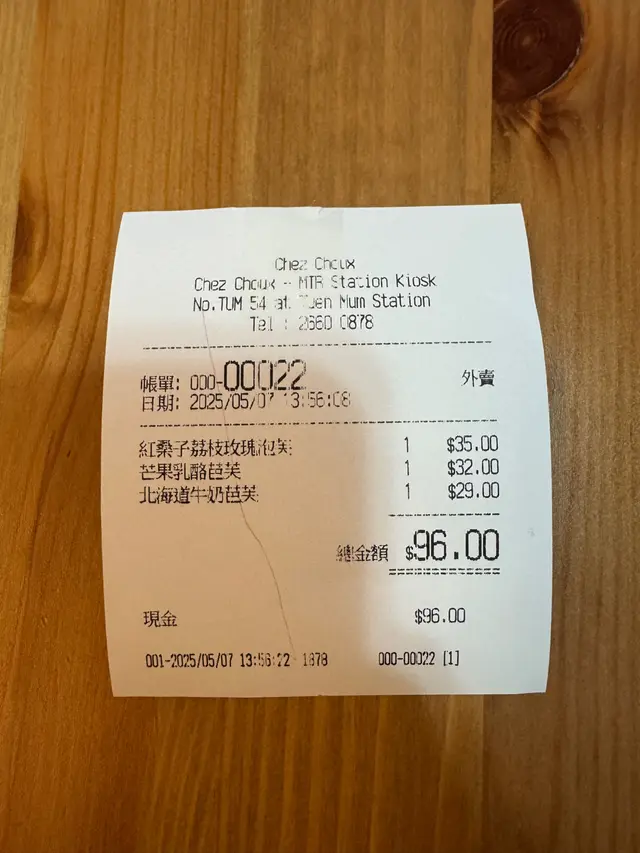 Chez Choux
Chez Choux - MTR Station Kiosk
No.TUM 54 at Tuen Mun Station
Tel : 2660 0878
帳單: 000-00022 外賣
日期: 2025/05/07 13:56:08
紅桑子荔枝玫瑰泡芙 1 $35.00
芒果乳酪芭芙 1 $32.00
北海道牛奶芭芙 1 $29.00
總金額 $96.00
現金 $96.00
001-2025/05/07 13:56:22 1878 000-00022 [1]